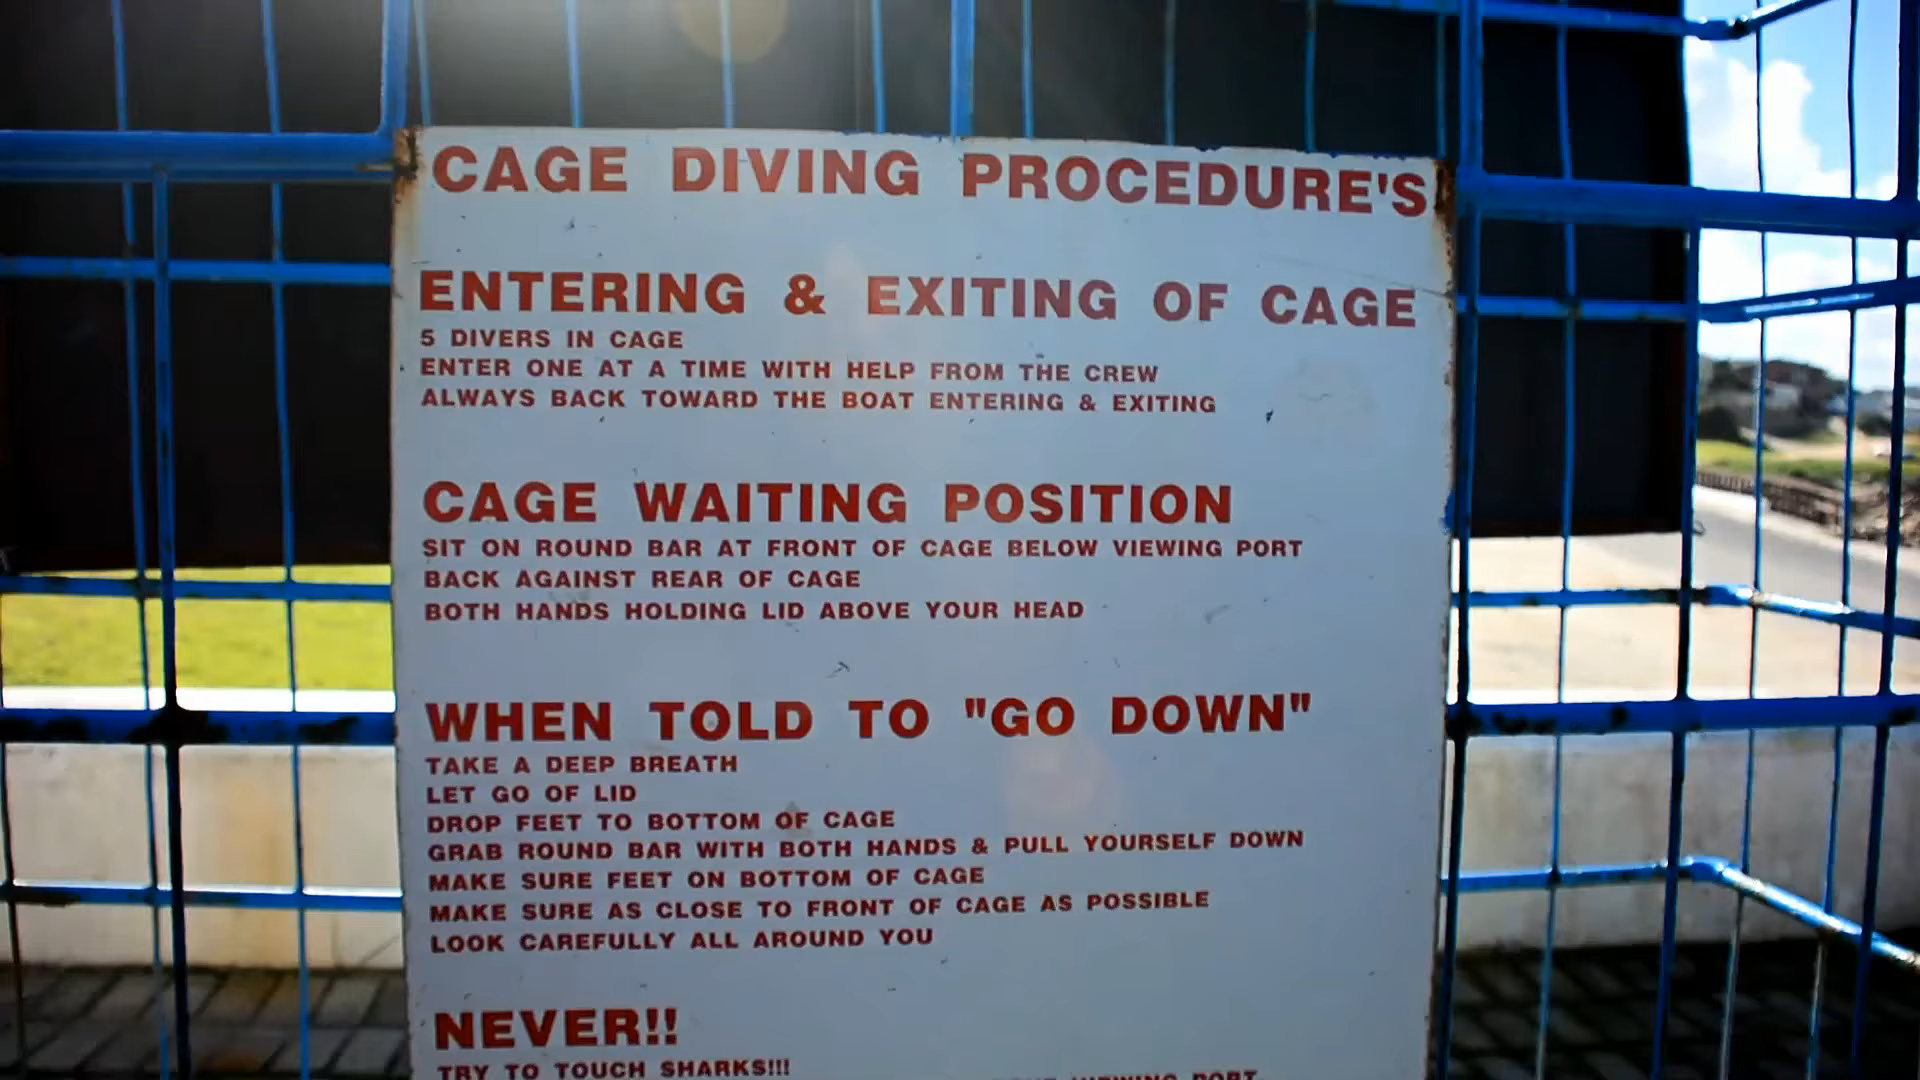 CAGE DIVING PROCEDURE'S
ENTERING & EXITING OF CAGE
5 DIVERS IN CAGE
ENTER ONE AT A TIME WITH HELP FROM THE CREW
ALWAYS BACK TOWARD THE BOAT ENTERING & EXITING
CAGE WAITING POSITION
SIT ON ROUND BAR AT FRONT OF CAGE BELOW VIEWING PORT
BACK AGAINST REAR OF CAGE
BOTH HANDS HOLDING LID ABOVE YOUR HEAD
WHEN TOLD TO "GO DOWN"
TAKE A DEEP BREATH
LET GO OF LID
DROP FEET TO BOTTOM OF CAGE
GRAB ROUND BAR WITH BOTH HANDS & PULL YOURSELF DOWN
MAKE SURE FEET ON BOTTOM OF CAGE
MAKE SURE AS CLOSE TO FRONT OF CAGE AS POSSIBLE
LOOK CAREFULLY ALL AROUND YOU
NEVER!!
TRY TO TOUCH SHARKS!!!
VIEWING PORT